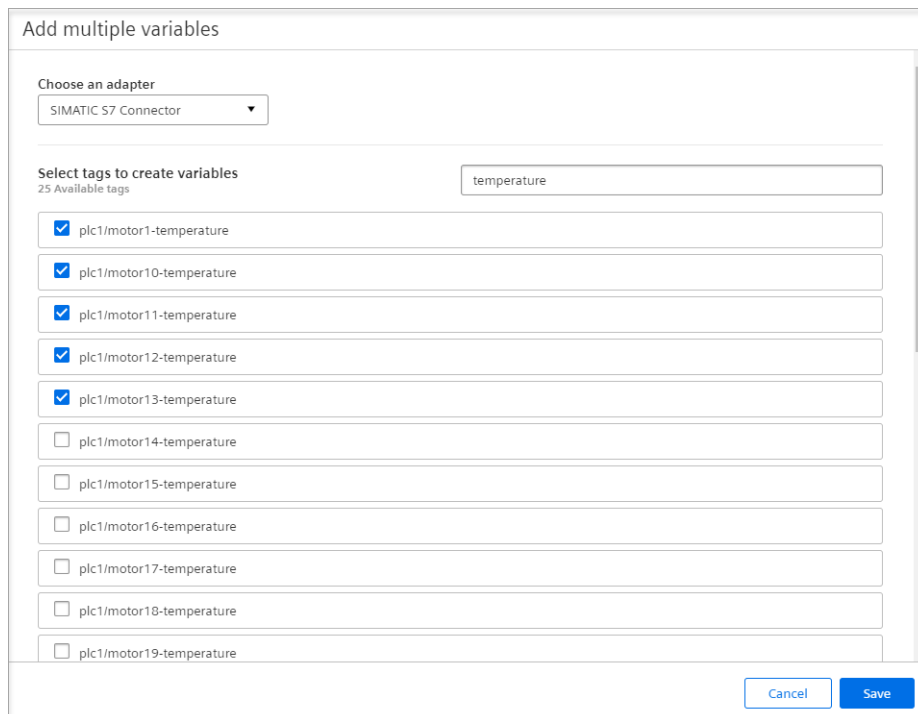 Add multiple variables
Choose an adapter
SIMATIC S7 Connector
Select tags to create variables
25 Available tags
temperature
plc1/motor1-temperature
plc1/motor10-temperature
plc1/motor11-temperature
plc1/motor12-temperature
plc1/motor13-temperature
plc1/motor14-temperature
plc1/motor15-temperature
plc1/motor16-temperature
plc1/motor17-temperature
plc1/motor18-temperature
plc1/motor19-temperature
Cancel
Save